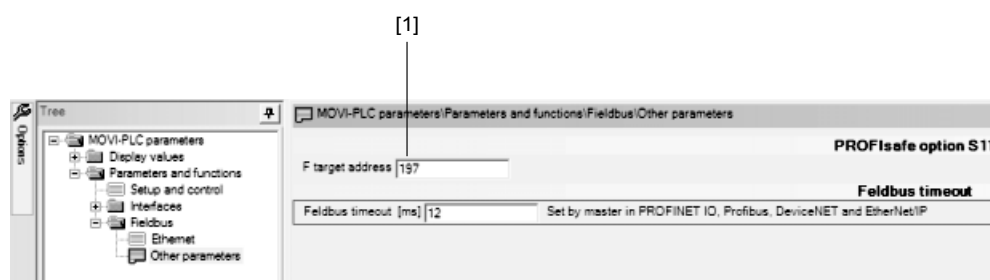 [1]
Tree
MOVI-PLC parameters\Parameters and functions\Fieldbus\Other parameters
Options
MOVI-PLC parameters
Display values
Parameters and functions
Setup and control
Interfaces
Fieldbus
Ethernet
Other parameters
PROFIsafe option S11
F target address 197
Feldbus timeout
Feldbus timeout [ms] 12 Set by master in PROFINET IO, Profibus, DeviceNET and EtherNet/IP